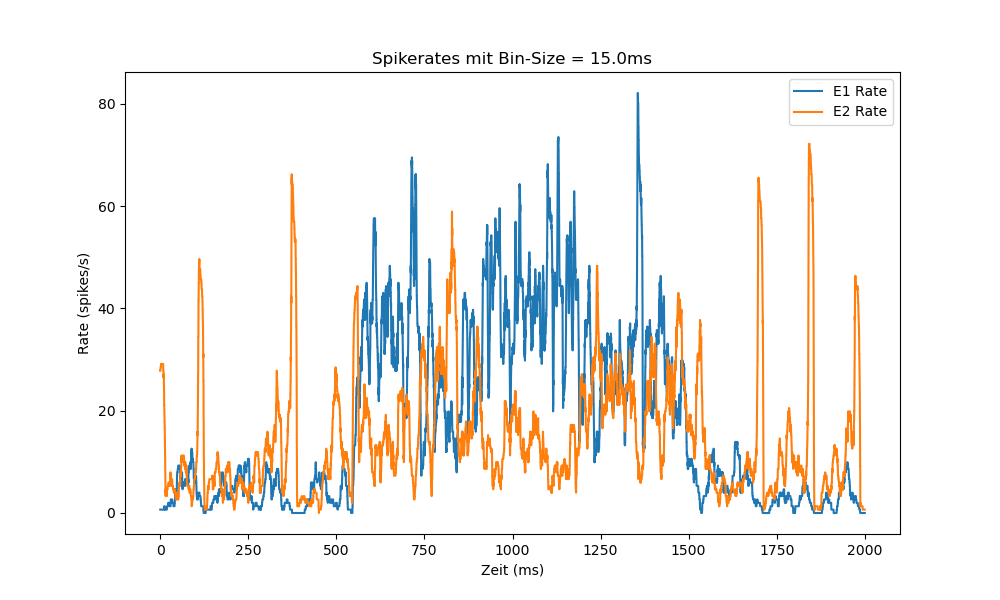 Spikerates mit Bin-Size = 15.0ms
E1 Rate
E2 Rate
Rate (spikes/s)
80
60
40
20
0
0 250 500 750 1000 1250 1500 1750 2000
Zeit (ms)